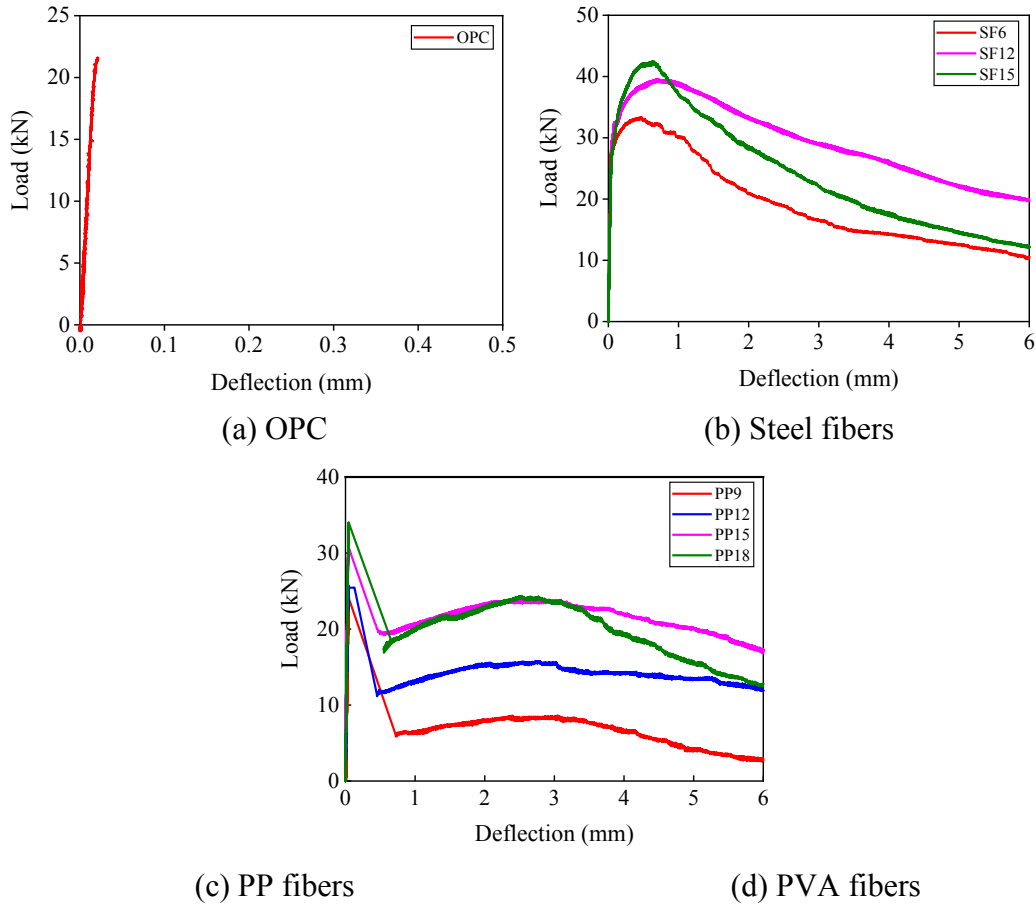 25
20
15
10
5
0
Load (kN)
OPC
0.0 0.1 0.2 0.3 0.4 0.5
Deflection (mm)
(a) OPC
50
40
30
20
10
0
Load (kN)
SF6
SF12
SF15
0 1 2 3 4 5 6
Deflection (mm)
(b) Steel fibers
40
30
20
10
0
Load (kN)
PP9
PP12
PP15
PP18
0 1 2 3 4 5 6
Deflection (mm)
(c) PP fibers
(d) PVA fibers